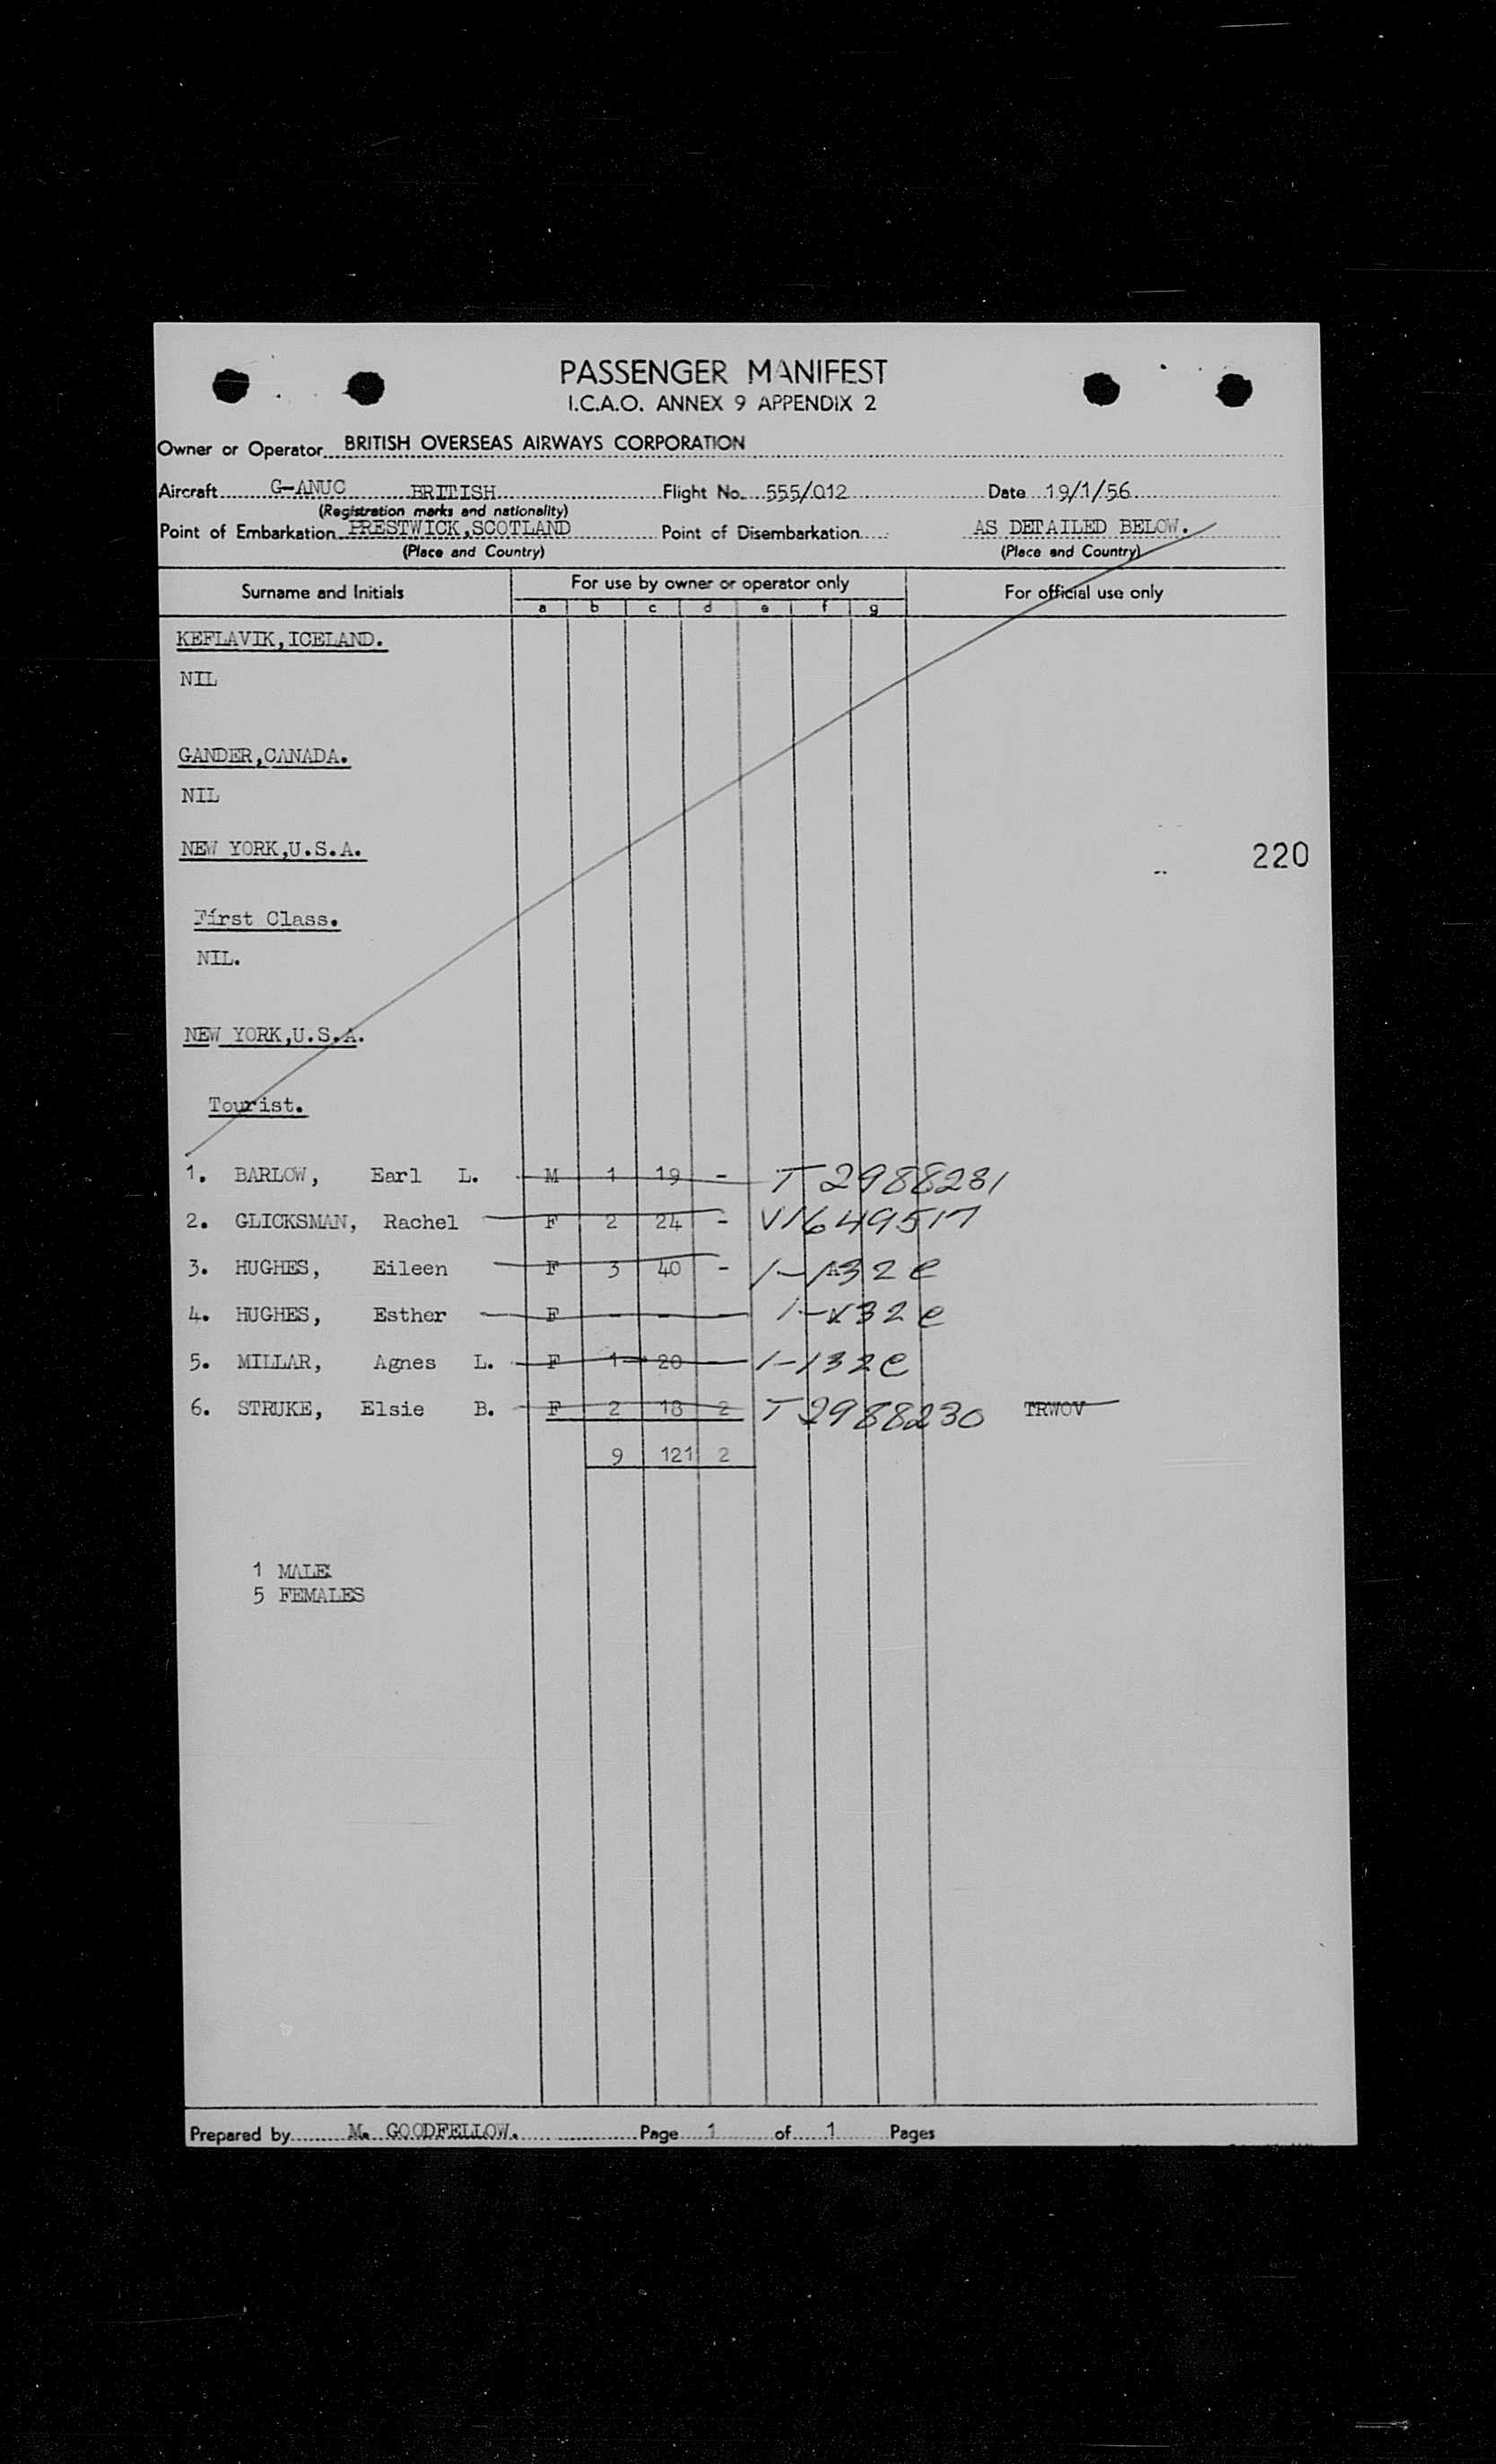 PASSENGER MANIFEST
I.C.A.O. ANNEX 9 APPENDIX 2
Owner or Operator BRITISH OVERSEAS AIRWAYS CORPORATION
Aircraft G-ANUC BRITISH Flight No. 555/012 Date 19/1/56
(Registration marks and nationality)
Point of Embarkation PRESTWICK,SCOTLAND Point of Disembarkation AS DETAILED BELOW.
(Place and Country) (Place and Country)
Surname and Initials For use by owner or operator only For official use only
a b c d e f g
KEFLAVIK,ICELAND.
NIL
GANDER,CANADA.
NIL
NEW YORK,U.S.A.
220
First Class.
NIL.
NEW YORK,U.S.A.
Tourist.
1. BARLOW, Earl L. M 1 19 - T 2988231
2. GLICKSMAN, Rachel F 2 24 - V1649517
3. HUGHES, Eileen F 3 40 - 1-132e
4. HUGHES, Esther F - - - 1-132e
5. MILLAR, Agnes L. F 1 20 - 1-132e
6. STRUKE, Elsie B. F 2 18 2 T 2988230 TRWOV
9 121 2
1 MALE
5 FEMALES
Prepared by M. GOODFELLOW. Page 1 of 1 Pages